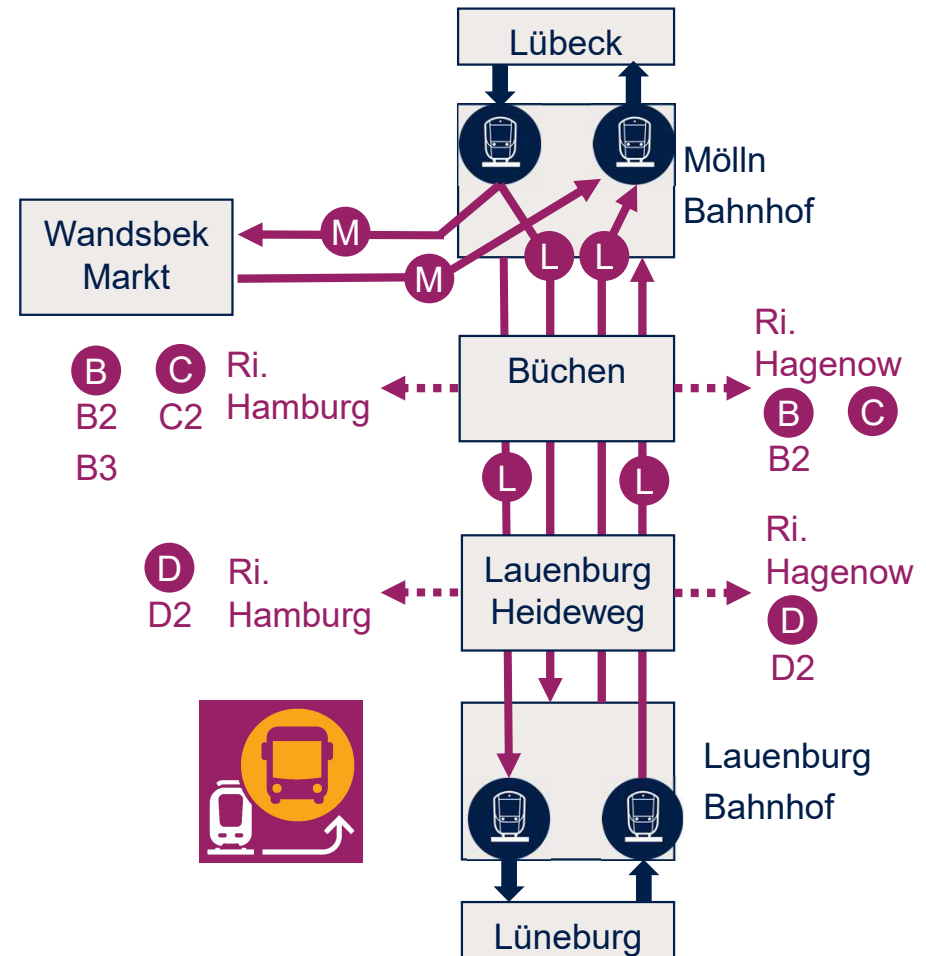 Lübeck
Mölln
Bahnhof
Wandsbek
Markt
M
M
L
L
B
C
Ri.
Hamburg
B2
C2
B3
Büchen
Ri.
Hagenow
B
C
B2
L
L
D
Ri.
Hamburg
D2
Lauenburg
Heideweg
Ri.
Hagenow
D
D2
Lauenburg
Bahnhof
Lüneburg